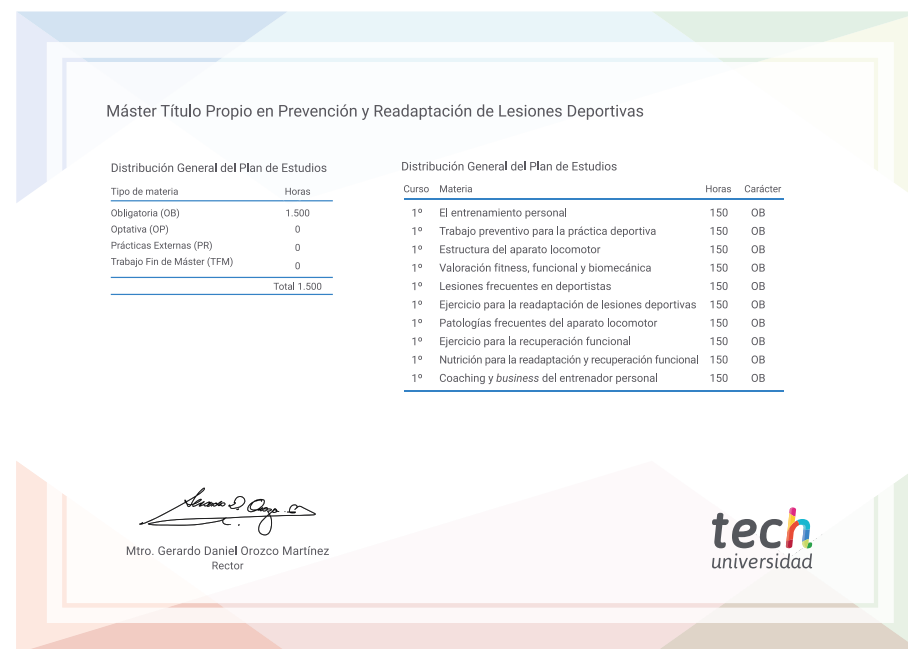 Máster Título Propio en Prevención y Readaptación de Lesiones Deportivas
Distribución General del Plan de Estudios
Tipo de materia Horas
Obligatoria (OB) 1.500
Optativa (OP) 0
Prácticas Externas (PR) 0
Trabajo Fin de Máster (TFM) 0
Total 1.500
Distribución General del Plan de Estudios
Curso Materia Horas Carácter
1º El entrenamiento personal 150 OB
1º Trabajo preventivo para la práctica deportiva 150 OB
1º Estructura del aparato locomotor 150 OB
1º Valoración fitness, funcional y biomecánica 150 OB
1º Lesiones frecuentes en deportistas 150 OB
1º Ejercicio para la readaptación de lesiones deportivas 150 OB
1º Patologías frecuentes del aparato locomotor 150 OB
1º Ejercicio para la recuperación funcional 150 OB
1º Nutrición para la readaptación y recuperación funcional 150 OB
1º Coaching y business del entrenador personal 150 OB
Mtro. Gerardo Daniel Orozco Martínez
Rector
tech
universidad